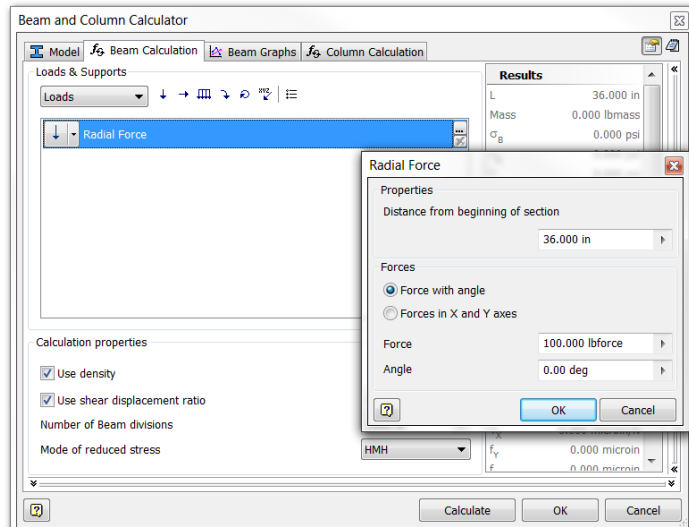 Beam and Column Calculator
Model
Beam Calculation
Beam Graphs
Column Calculation
Loads & Supports
Loads
Radial Force
Results
L 36.000 in
Mass 0.000 lbmass
σB 0.000 psi
Radial Force
Properties
Distance from beginning of section
36.000 in
Forces
Force with angle
Forces in X and Y axes
Force 100.000 lbforce
Angle 0.00 deg
OK
Cancel
Calculation properties
Use density
Use shear displacement ratio
Number of Beam divisions
Mode of reduced stress
HMH
fY 0.000 microin
f 0.000 microin
Calculate
OK
Cancel